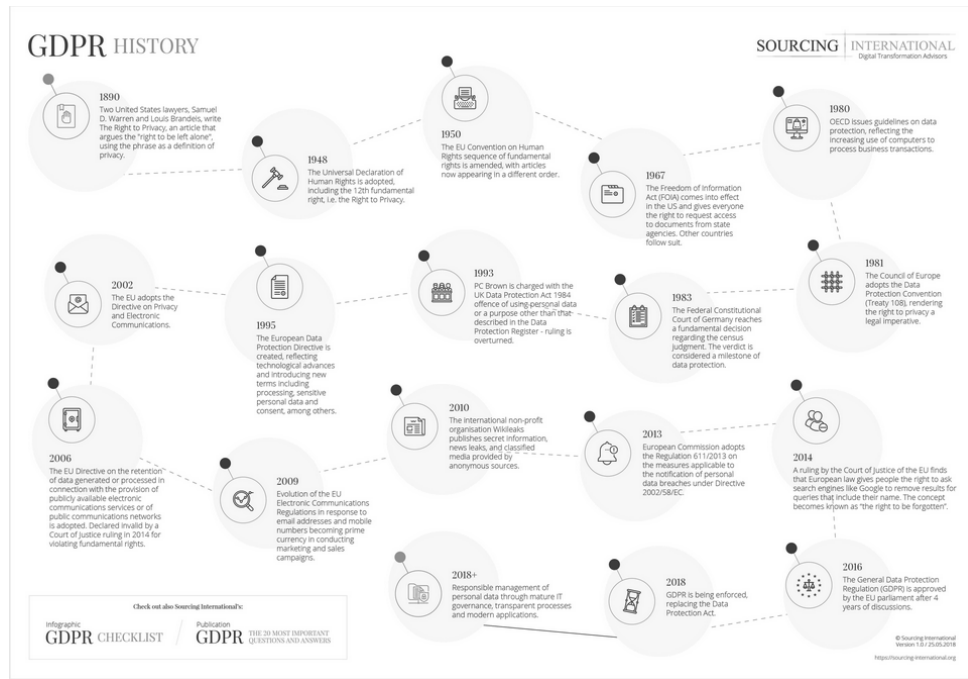 GDPR HISTORY
SOURCING INTERNATIONAL
Digital Transformation Advisors
1890
Two United States lawyers, Samuel
D. Warren and Louis Brandeis, write
The Right to Privacy, an article that
argues the "right to be left alone",
using the phrase as a definition of
privacy.
1948
The Universal Declaration of
Human Rights is adopted,
including the 12th fundamental
right, i.e. the Right to Privacy.
1950
The EU Convention on Human
Rights sequence of fundamental
rights is amended, with articles
now appearing in a different order.
1967
The Freedom of Information
Act (FOIA) comes into effect
in the US and gives everyone
the right to request access
to documents from state
agencies. Other countries
follow suit.
1980
OECD issues guidelines on data
protection, reflecting the
increasing use of computers to
process business transactions.
1981
The Council of Europe
adopts the Data
Protection Convention
(Treaty 108), rendering
the right to privacy a
legal imperative.
1983
The Federal Constitutional
Court of Germany reaches
a fundamental decision
regarding the census
judgment. The verdict is
considered a milestone of
data protection.
1993
PC Brown is charged with the
UK Data Protection Act 1984
offence of using personal data
or a purpose other than that
described in the Data
Protection Register - ruling is
overturned.
1995
The European Data
Protection Directive is
created, reflecting
technological advances
and introducing new
terms including
processing, sensitive
personal data and
consent, among others.
2002
The EU adopts the
Directive on Privacy
and Electronic
Communications.
2006
The EU Directive on the retention
of data generated or processed in
connection with the provision of
publicly available electronic
communications services or of
public communications networks
is adopted. Declared invalid by a
Court of Justice ruling in 2014 for
violating fundamental rights.
2009
Evolution of the EU
Electronic Communications
Regulations in response to
email addresses and mobile
numbers becoming prime
currency in conducting
marketing and sales
campaigns.
2010
The international non-profit
organisation Wikileaks
publishes secret information,
news leaks, and classified
media provided by
anonymous sources.
2013
European Commission adopts
the Regulation 611/2013 on
the measures applicable to
the notification of personal
data breaches under Directive
2002/58/EC.
2014
A ruling by the Court of Justice of the EU finds
that European law gives people the right to ask
search engines like Google to remove results for
queries that include their name. The concept
becomes known as "the right to be forgotten".
2016
The General Data Protection
Regulation (GDPR) is approved
by the EU parliament after 4
years of discussions.
2018
GDPR is being enforced,
replacing the Data
Protection Act.
2018+
Responsible management of
personal data through mature IT
governance, transparent processes
and modern applications.
Check out also Sourcing International's:
Infographic
GDPR CHECKLIST
Publication
GDPR THE 20 MOST IMPORTANT
QUESTIONS AND ANSWERS
© Sourcing International
Version 1.0 / 25.05.2018
https://sourcing-international.org